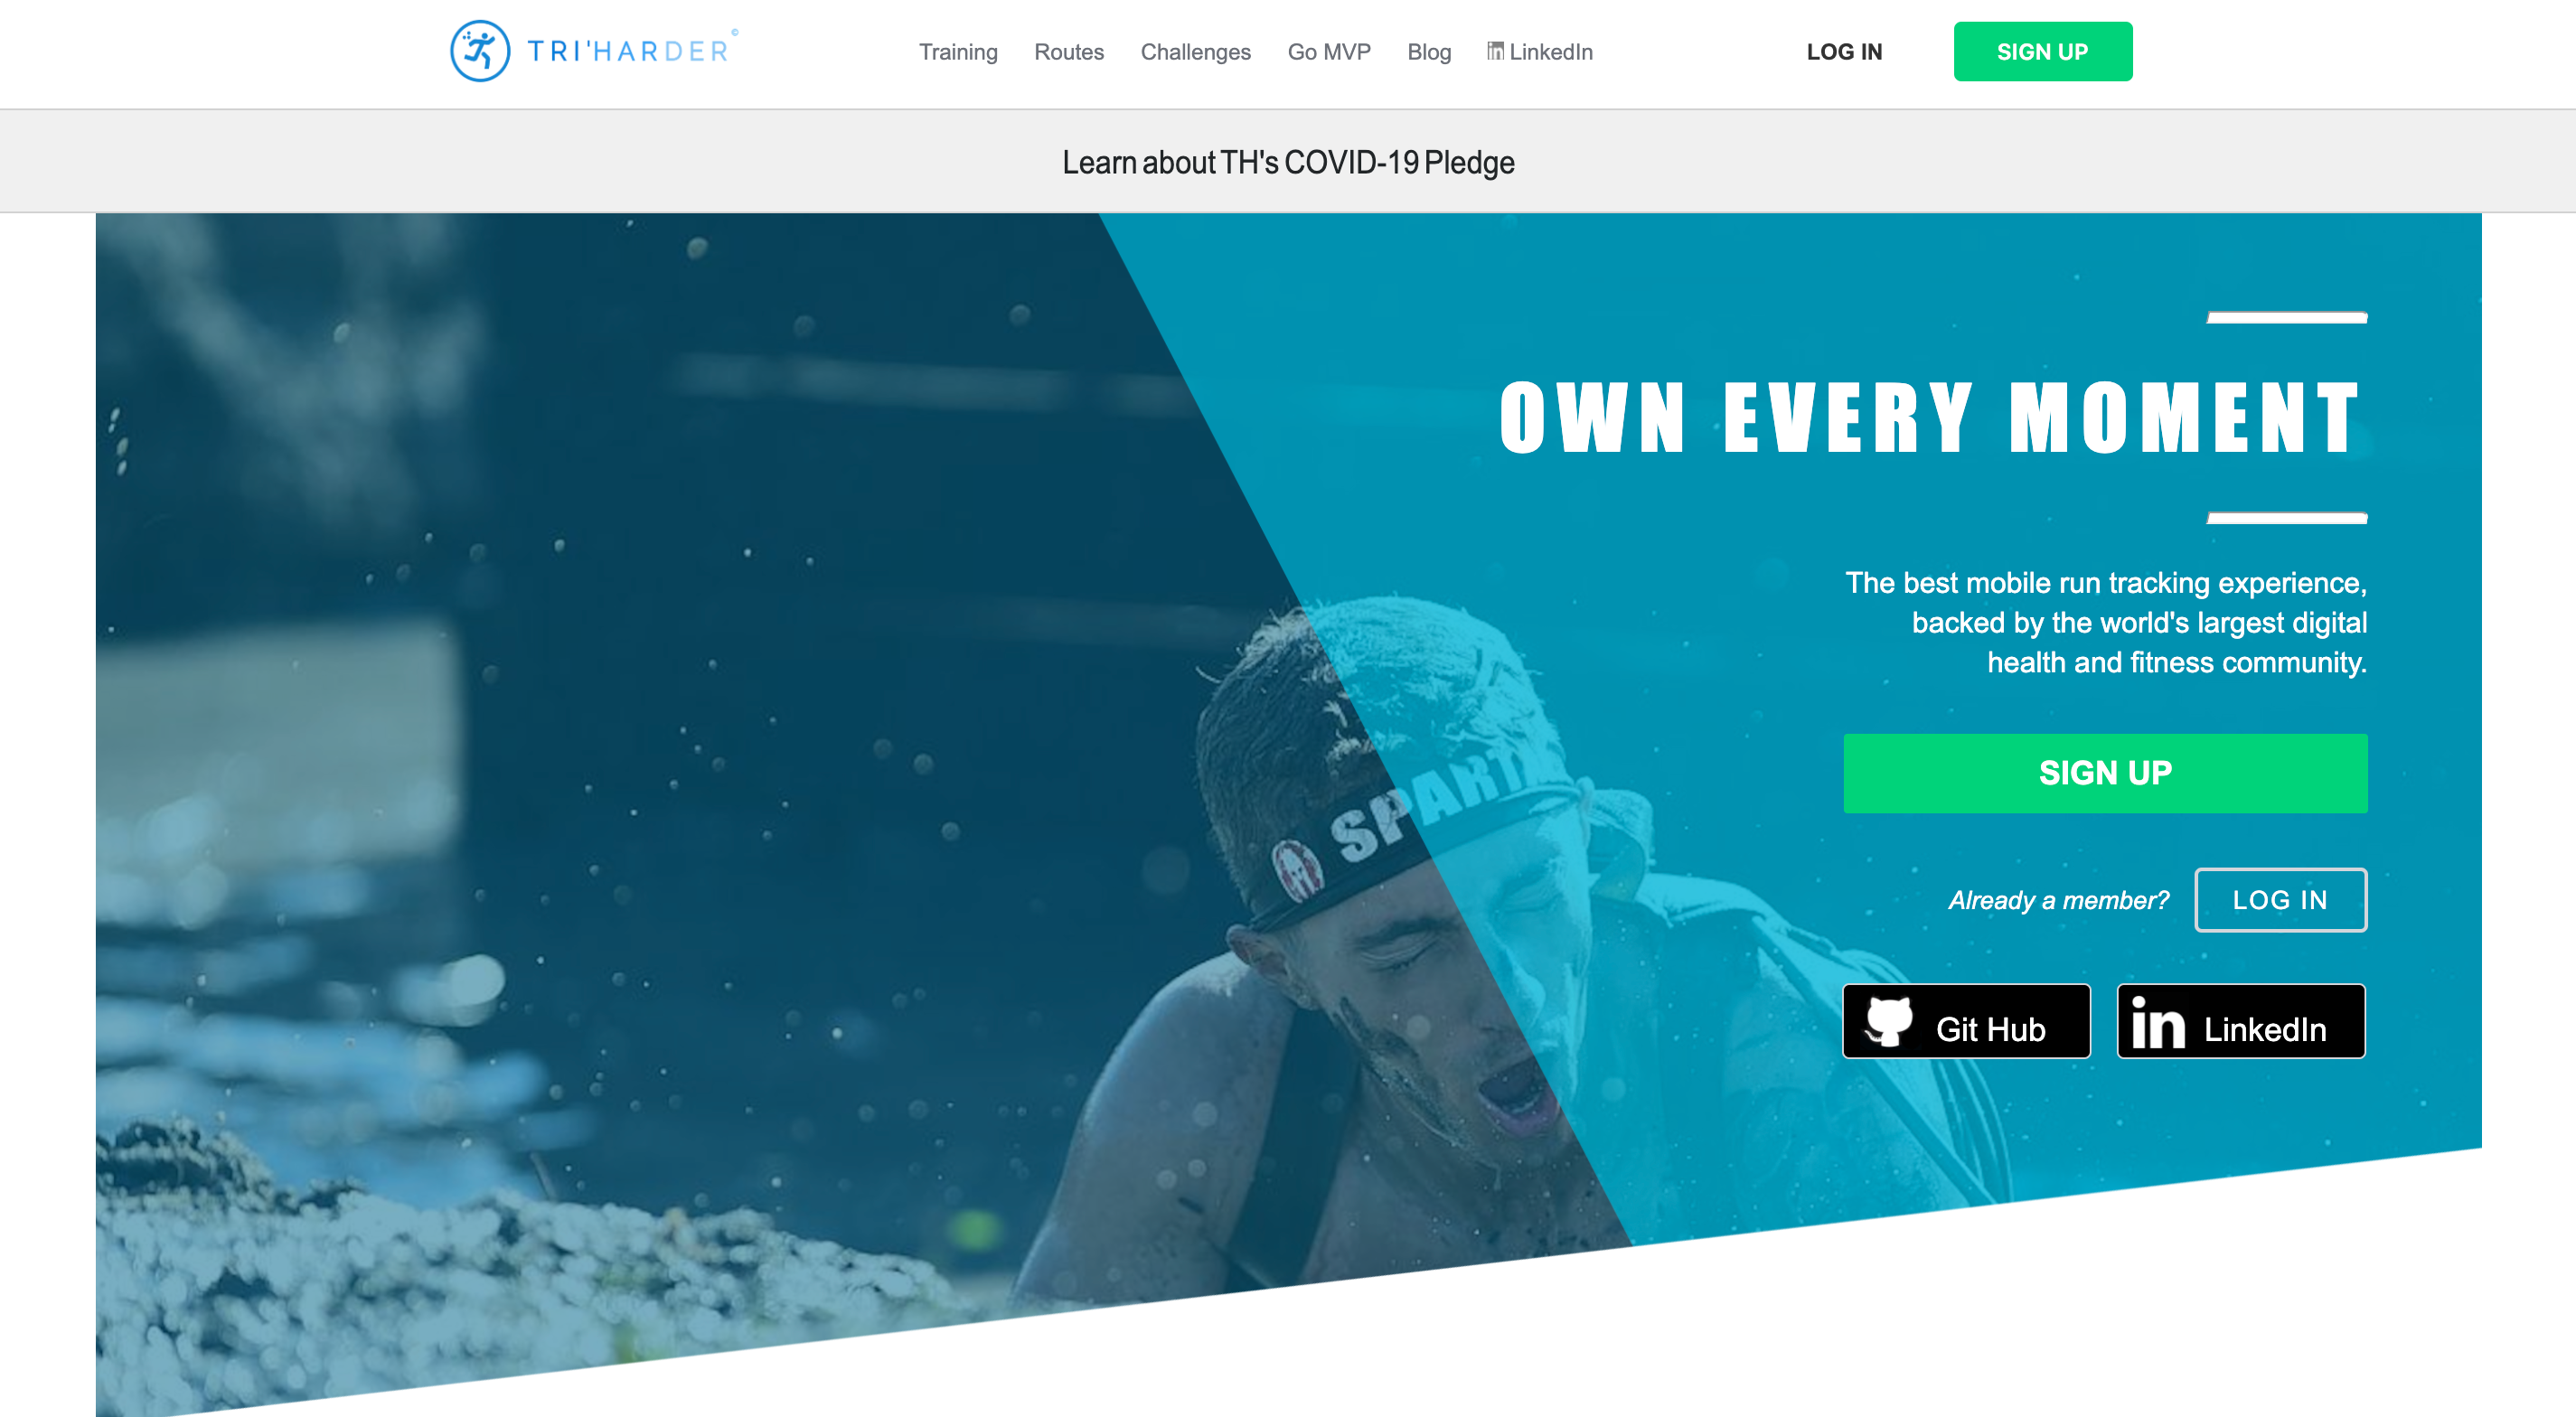 TRI'HARDER©
Training Routes Challenges Go MVP Blog LinkedIn LOG IN SIGN UP
Learn about TH's COVID-19 Pledge
OWN EVERY MOMENT
The best mobile run tracking experience,
backed by the world's largest digital
health and fitness community.
SIGN UP
SPARTA
Already a member? LOG IN
Git Hub LinkedIn